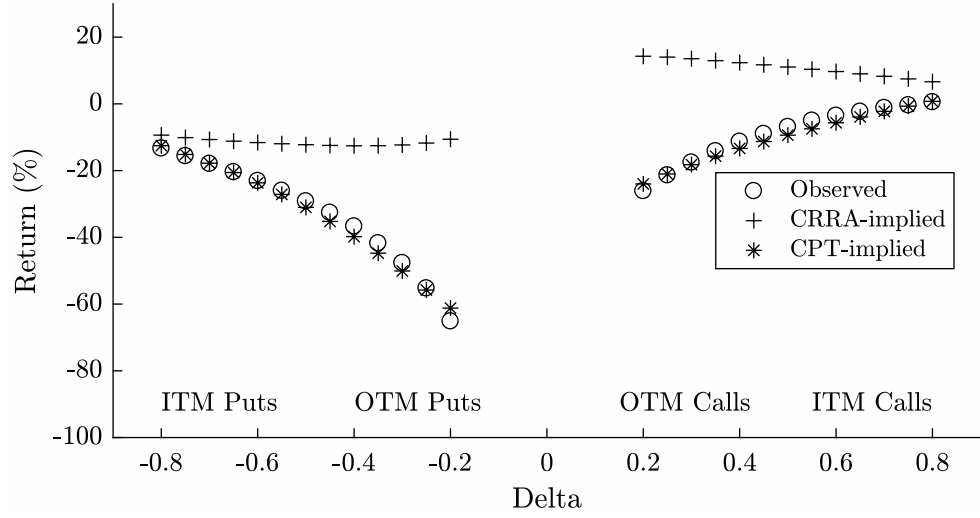 20
0
-20
-40
-60
-80
-100
Return (%)
Observed
CRRA-implied
CPT-implied
ITM Puts OTM Puts OTM Calls ITM Calls
-0.8 -0.6 -0.4 -0.2 0 0.2 0.4 0.6 0.8
Delta